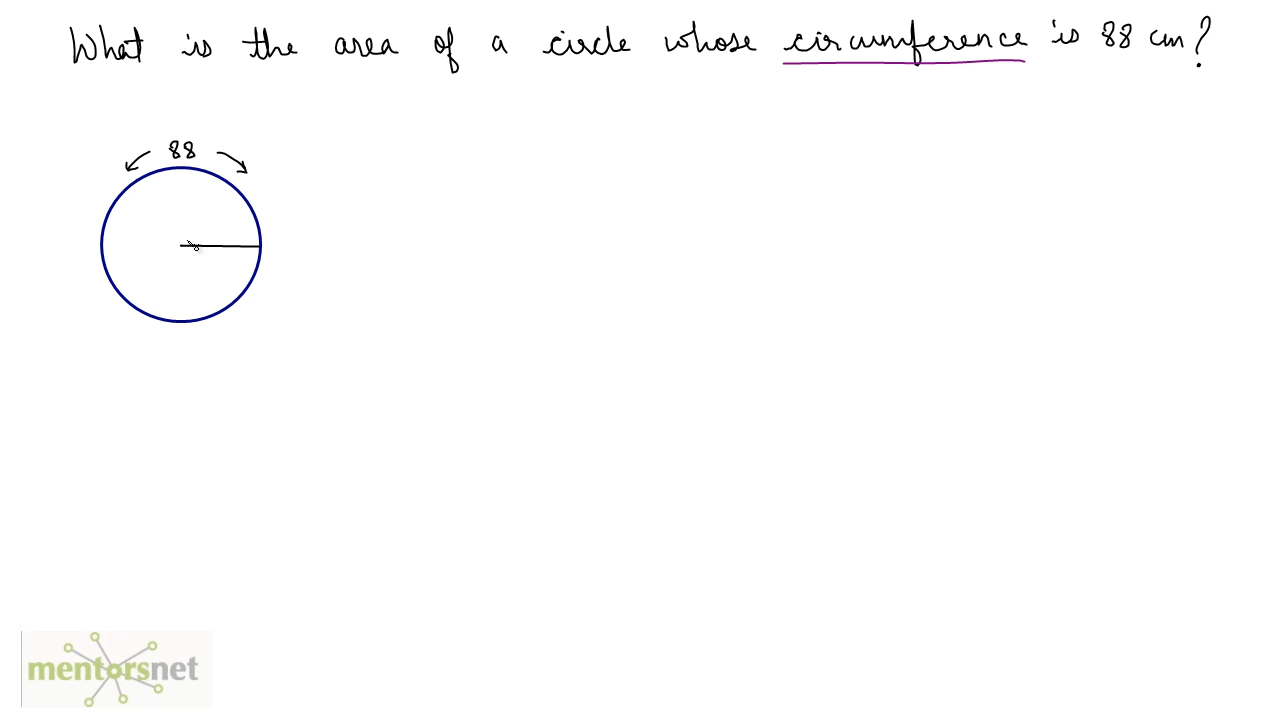 What is the area of a circle whose circumference is 88 cm?
88
mentorsnet